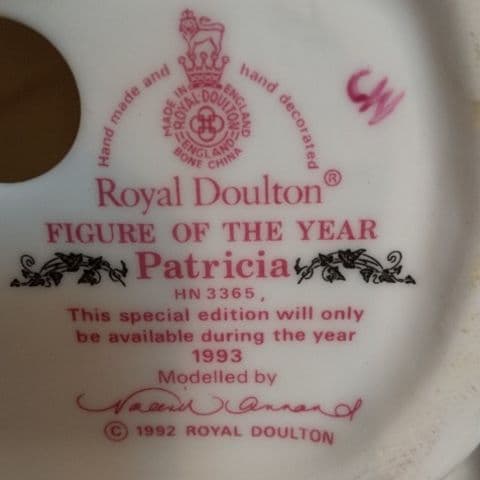 Hand made and hand decorated
MADE IN ENGLAND
ROYAL DOULTON
ENGLAND
BONE CHINA
Royal Doulton®
FIGURE OF THE YEAR
Patricia
HN 3365,
This special edition will only
be available during the year
1993
Modelled by
© 1992 ROYAL DOULTON